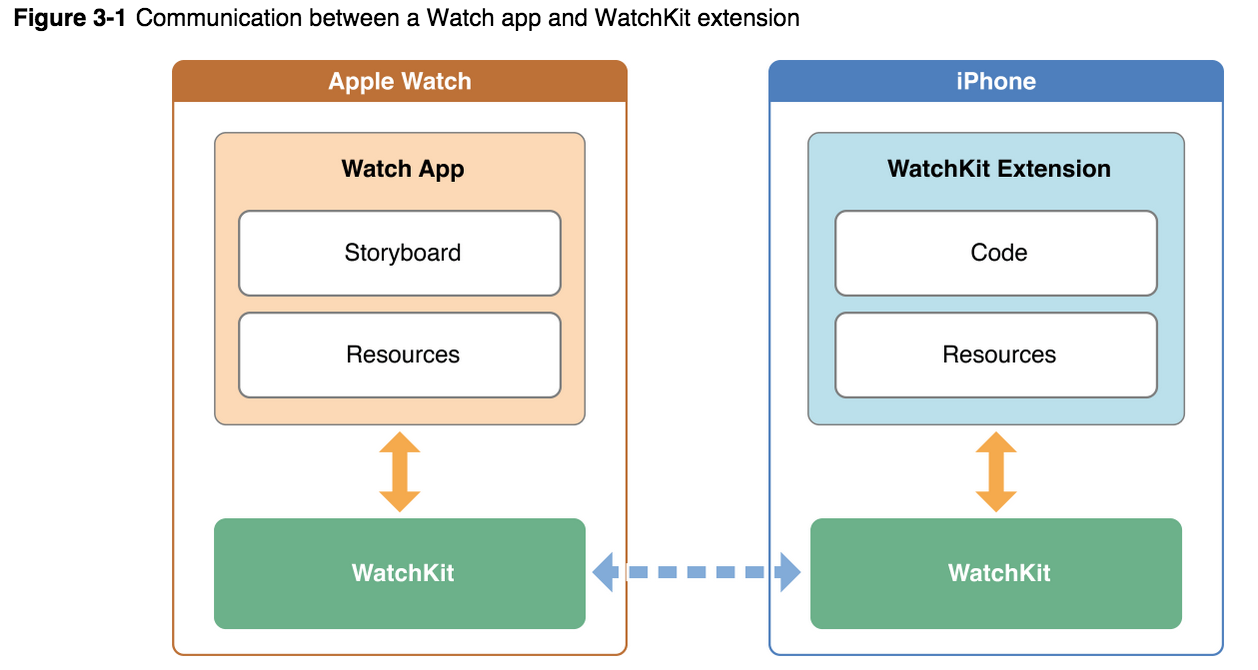 Figure 3-1 Communication between a Watch app and WatchKit extension
Apple Watch
Watch App
Storyboard
Resources
WatchKit
iPhone
WatchKit Extension
Code
Resources
WatchKit